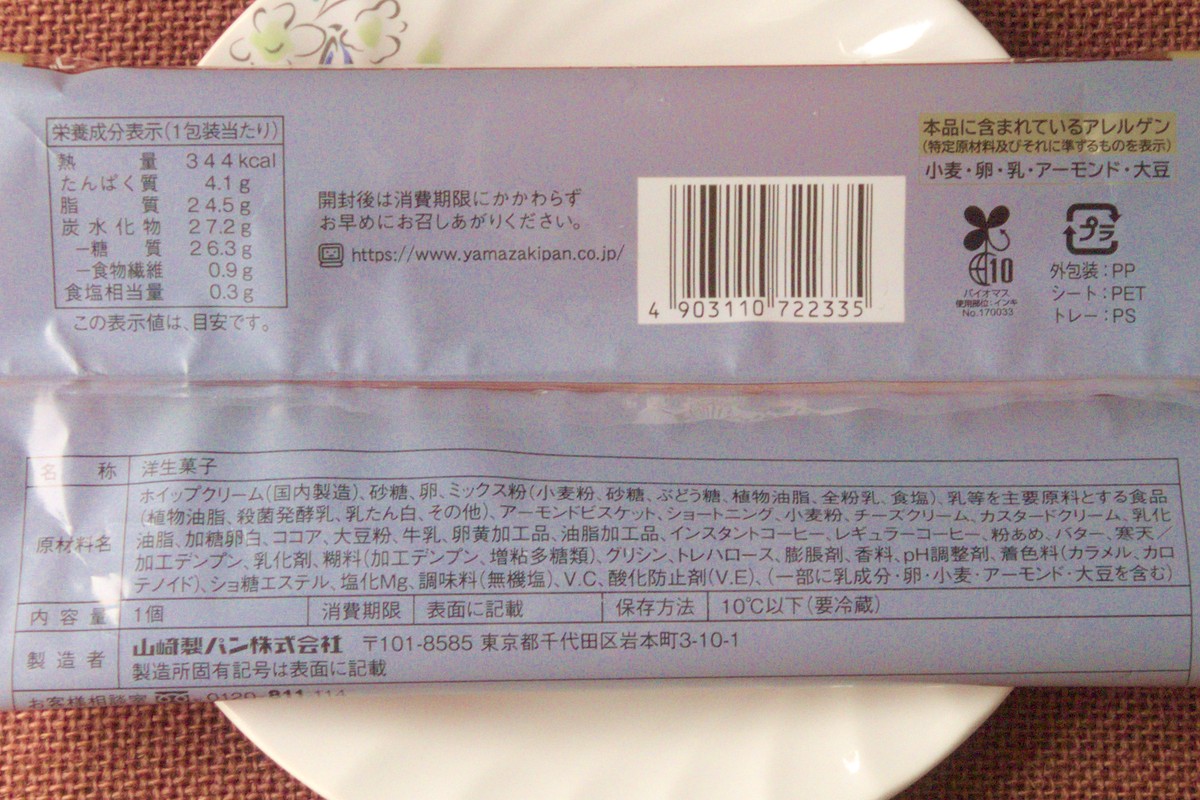 栄養成分表示(1包装当たり)
熱量 344kcal
たんぱく質 4.1g
脂質 24.5g
炭水化物 27.2g
−糖質 26.3g
−食物繊維 0.9g
食塩相当量 0.3g
この表示値は、目安です。
開封後は消費期限にかかわらず
お早めにお召しあがりください。
https://www.yamazakipan.co.jp/
4 903110 722335
本品に含まれているアレルゲン
(特定原材料及びそれに準ずるものを表示)
小麦・卵・乳・アーモンド・大豆
10
バイオマス
使用部位:インキ
No.170033
プラ
外包装:PP
シート:PET
トレー:PS
名称 洋生菓子
原材料名 ホイップクリーム(国内製造)、砂糖、卵、ミックス粉(小麦粉、砂糖、ぶどう糖、植物油脂、全粉乳、食塩)、乳等を主要原料とする食品
(植物油脂、殺菌発酵乳、乳たん白、その他)、アーモンドビスケット、ショートニング、小麦粉、チーズクリーム、カスタードクリーム、乳化
油脂、加糖卵白、ココア、大豆粉、牛乳、卵黄加工品、油脂加工品、インスタントコーヒー、レギュラーコーヒー、粉あめ、バター、寒天／
加工デンプン、乳化剤、糊料(加工デンプン、増粘多糖類)、グリシン、トレハロース、膨脹剤、香料、pH調整剤、着色料(カラメル、カロ
テノイド)、ショ糖エステル、塩化Mg、調味料(無機塩)、V.C、酸化防止剤(V.E)、(一部に乳成分・卵・小麦・アーモンド・大豆を含む)
内容量 1個 消費期限 表面に記載 保存方法 10℃以下(要冷蔵)
製造者 山崎製パン株式会社 〒101-8585 東京都千代田区岩本町3-10-1
製造所固有記号は表面に記載
お客様相談室 0120-811-114